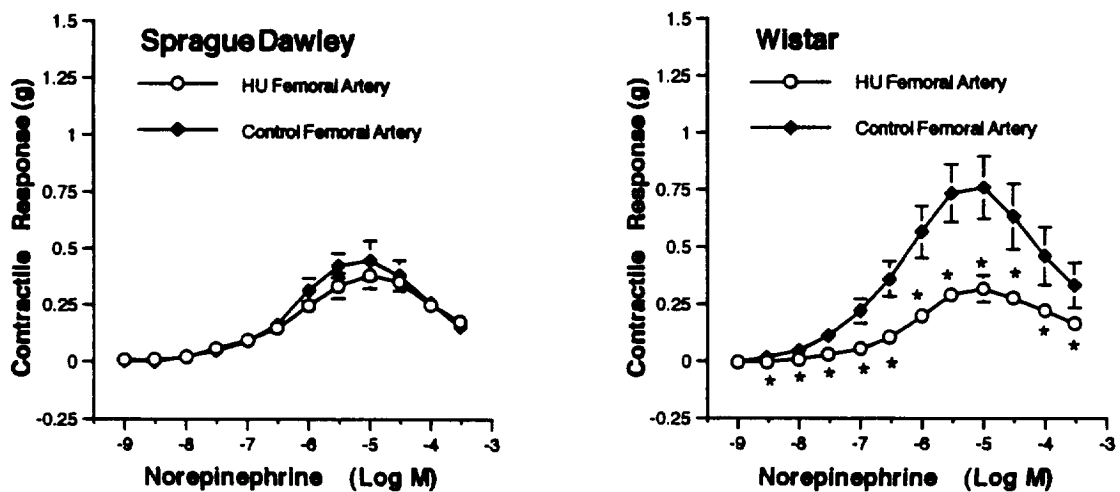 Sprague Dawley
HU Femoral Artery
Control Femoral Artery
Contractile Response (g)
1.5
1.25
1
0.75
0.5
0.25
0
-0.25
-9
-8
-7
-6
-5
-4
-3
Norepinephrine (Log M)
Wistar
HU Femoral Artery
Control Femoral Artery
Contractile Response (g)
1.5
1.25
1
0.75
0.5
0.25
0
-0.25
* * * * * * * * * * *
-9
-8
-7
-6
-5
-4
-3
Norepinephrine (Log M)